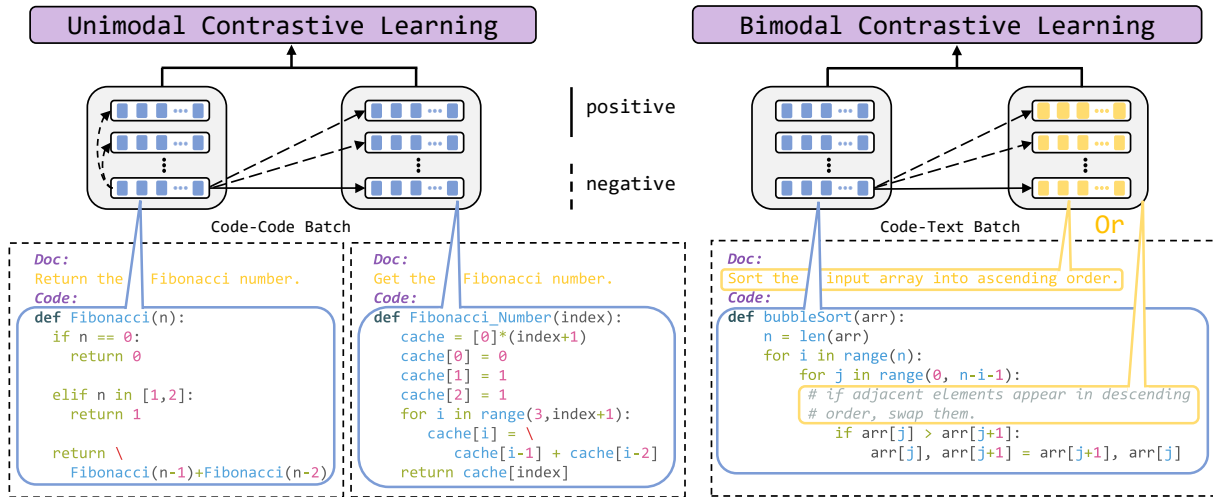 Unimodal Contrastive Learning
Bimodal Contrastive Learning
positive
negative
Code-Code Batch
Code-Text Batch
Or
Doc:
Return the Fibonacci number.
Code:
def Fibonacci(n):
  if n == 0:
    return 0
  elif n in [1,2]:
    return 1
  return \
    Fibonacci(n-1)+Fibonacci(n-2)
Doc:
Get the Fibonacci number.
Code:
def Fibonacci_Number(index):
   cache = [0]*(index+1)
   cache[0] = 0
   cache[1] = 1
   cache[2] = 1
   for i in range(3,index+1):
      cache[i] = \
         cache[i-1] + cache[i-2]
   return cache[index]
Doc:
Sort the input array into ascending order.
Code:
def bubbleSort(arr):
    n = len(arr)
    for i in range(n):
        for j in range(0, n-i-1):
        # if adjacent elements appear in descending
        # order, swap them.
            if arr[j] > arr[j+1]:
                arr[j], arr[j+1] = arr[j+1], arr[j]